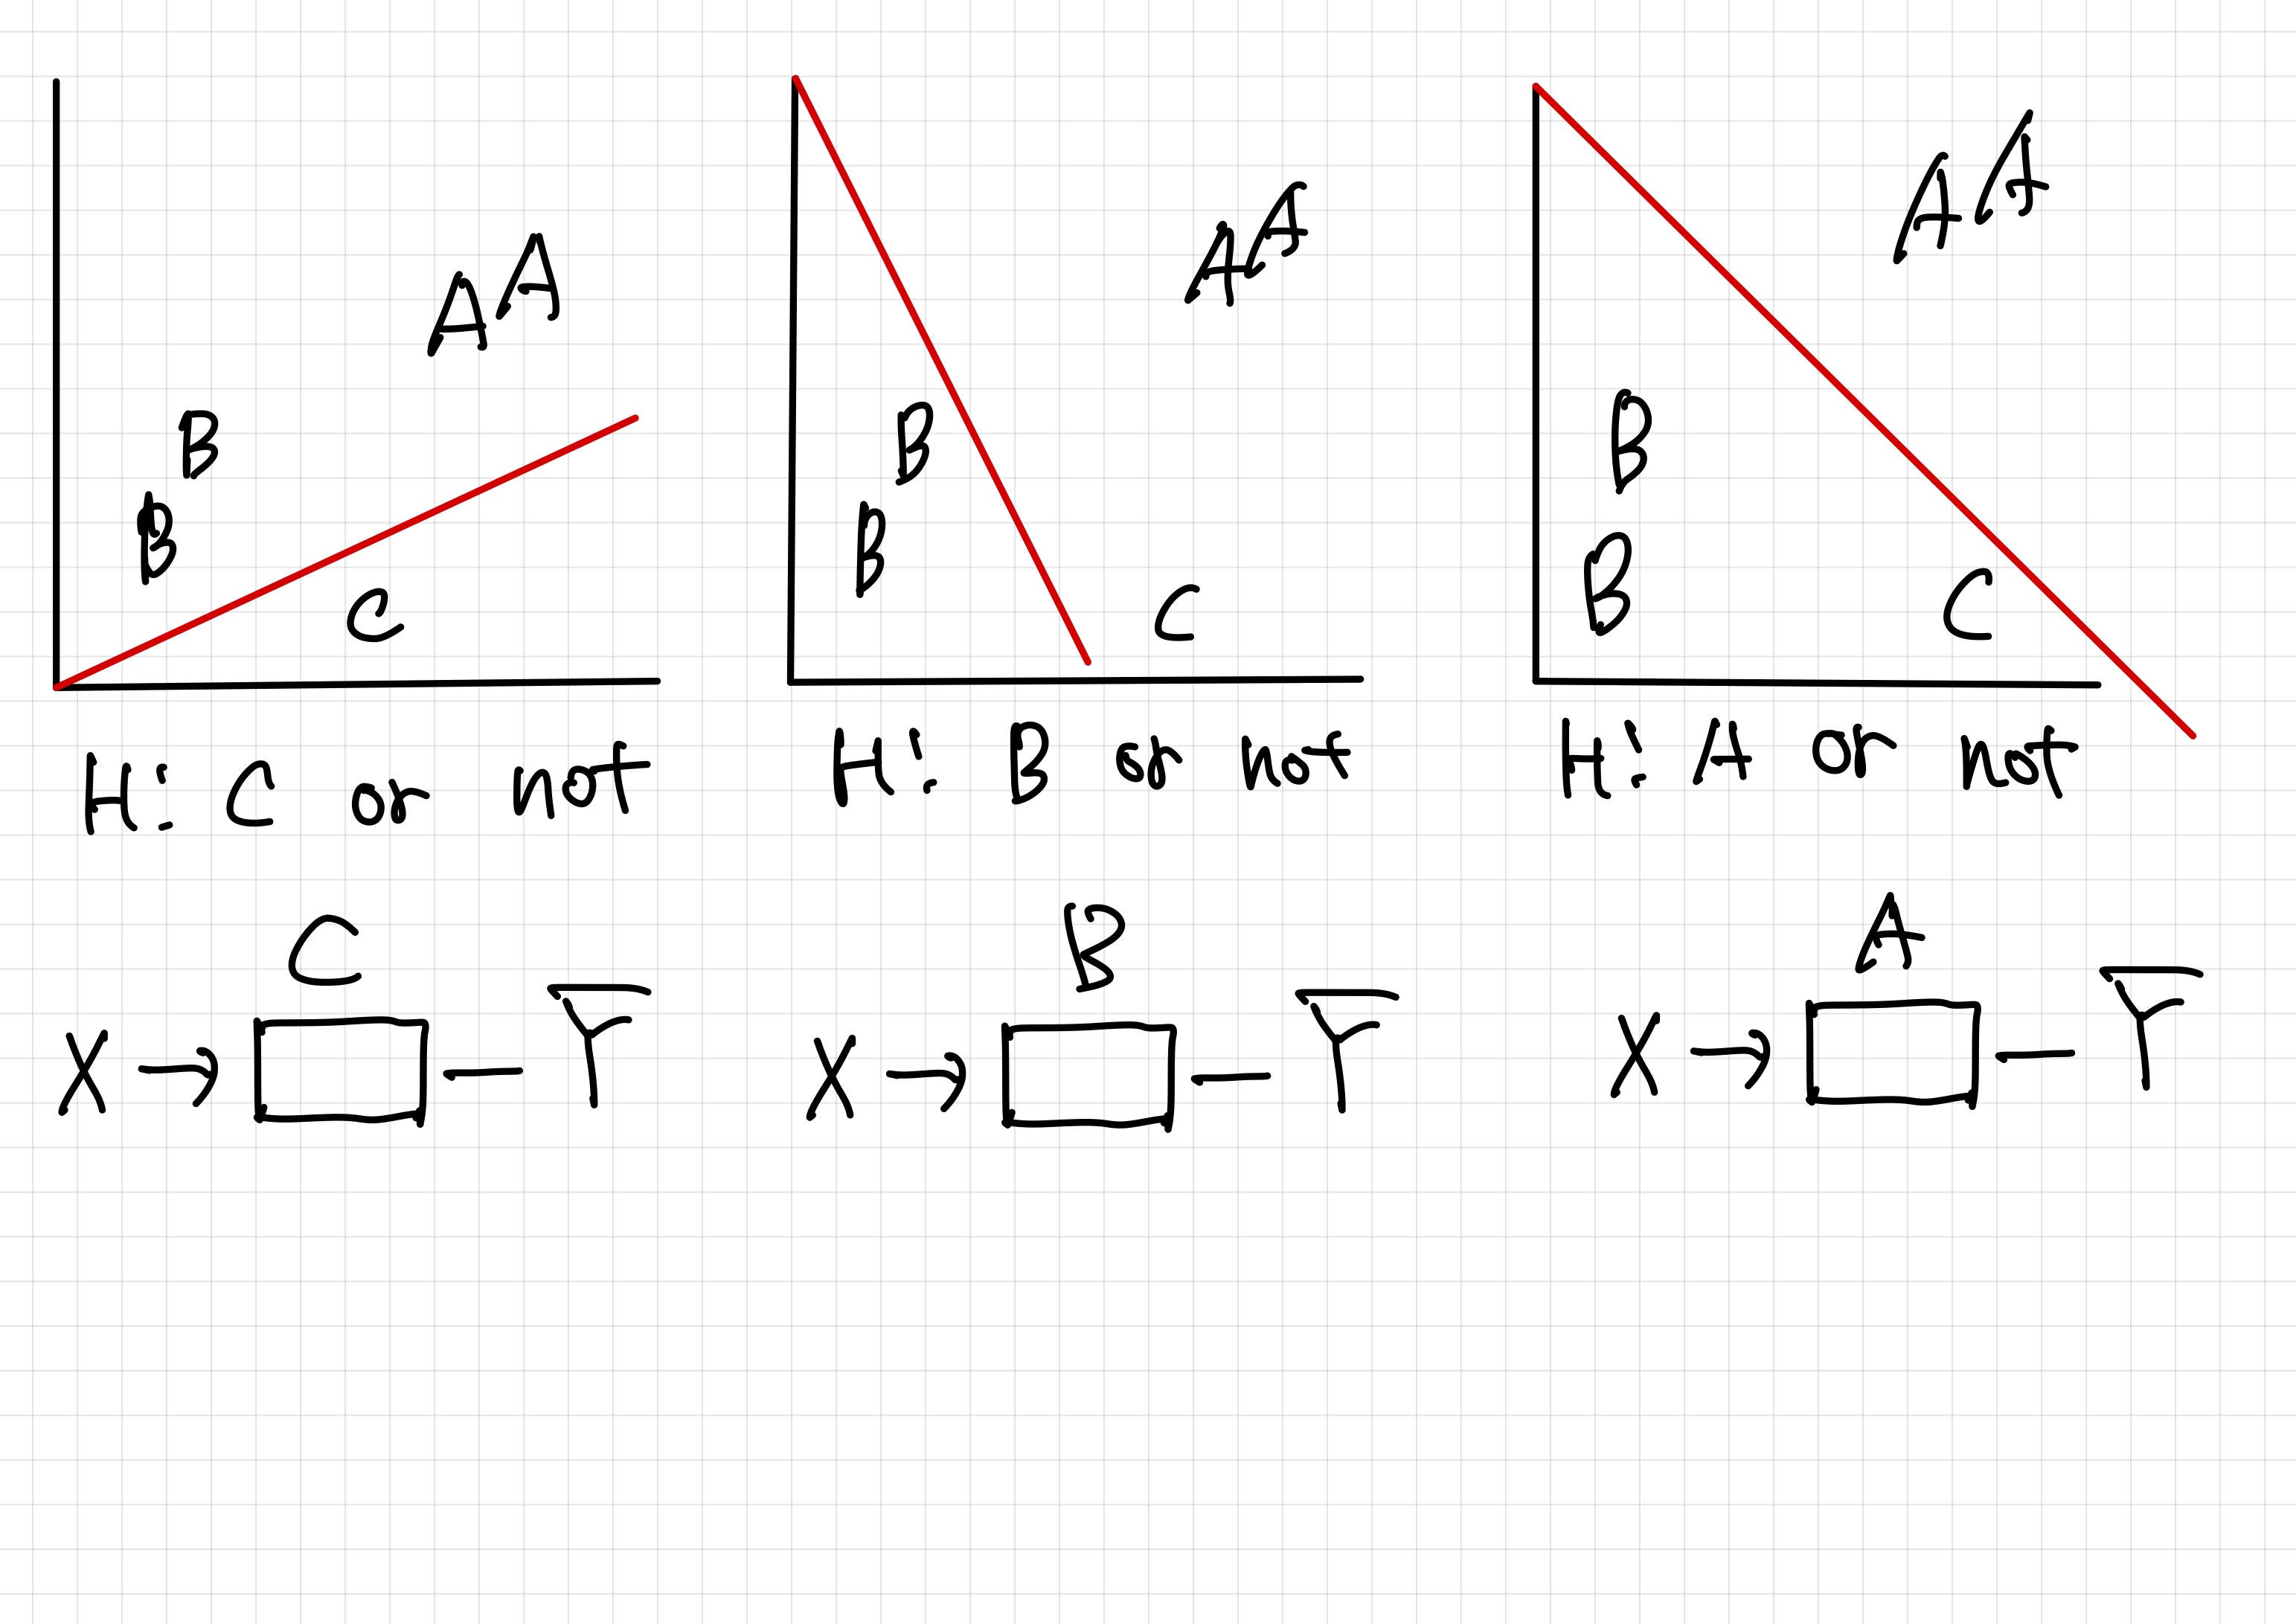 A A
B
B
C
H: C or not
C
X → — Y̅
A A
B
B
C
H: B or not
B
X → — Y̅
A A
B
B
C
H: A or not
A
X → — Y̅